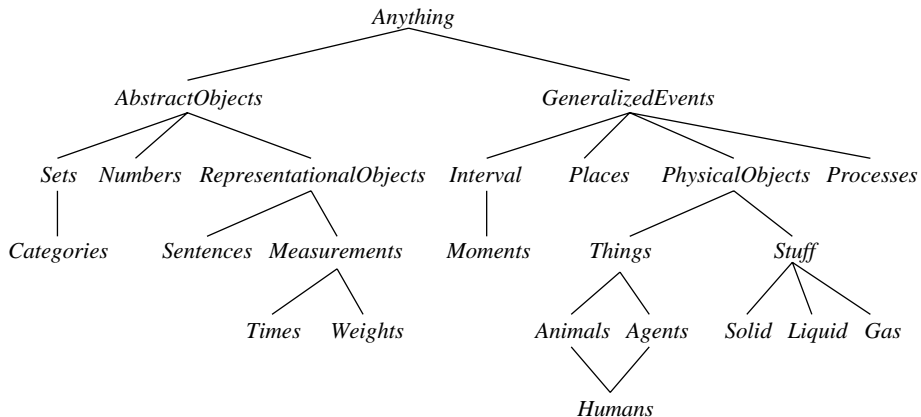 Anything
AbstractObjects GeneralizedEvents
Sets Numbers RepresentationalObjects Interval Places PhysicalObjects Processes
Categories Sentences Measurements Moments Things Stuff
Times Weights Animals Agents Solid Liquid Gas
Humans